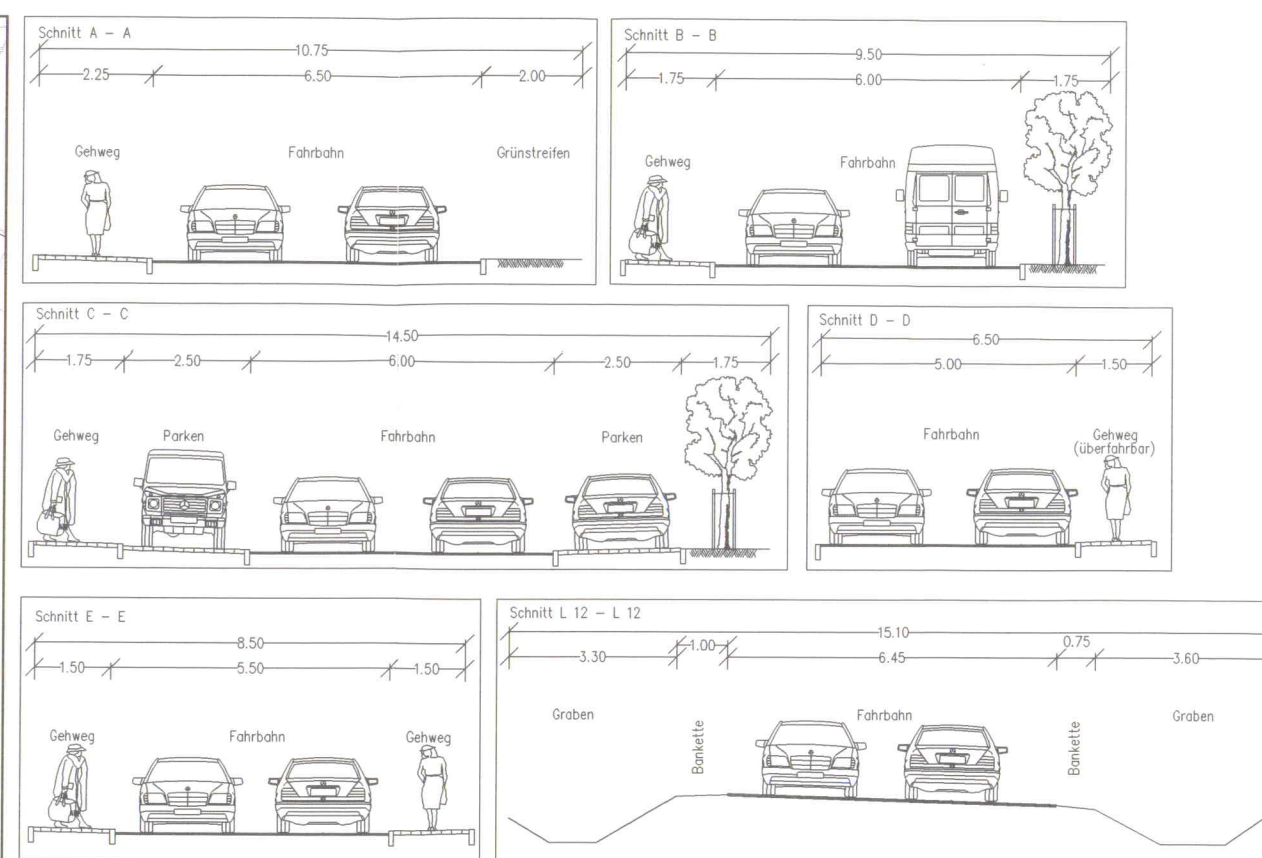 Schnitt A – A
10.75
2.25 6.50 2.00
Gehweg Fahrbahn Grünstreifen
Schnitt B – B
9.50
1.75 6.00 1.75
Gehweg Fahrbahn
Schnitt C – C
14.50
1.75 2.50 6.00 2.50 1.75
Gehweg Parken Fahrbahn Parken
Schnitt D – D
6.50
5.00 1.50
Fahrbahn Gehweg
(überfahrbar)
Schnitt E – E
8.50
1.50 5.50 1.50
Gehweg Fahrbahn Gehweg
Schnitt L 12 – L 12
15.10
3.30 1.00 6.45 0.75 3.60
Graben Bankette Fahrbahn Bankette Graben